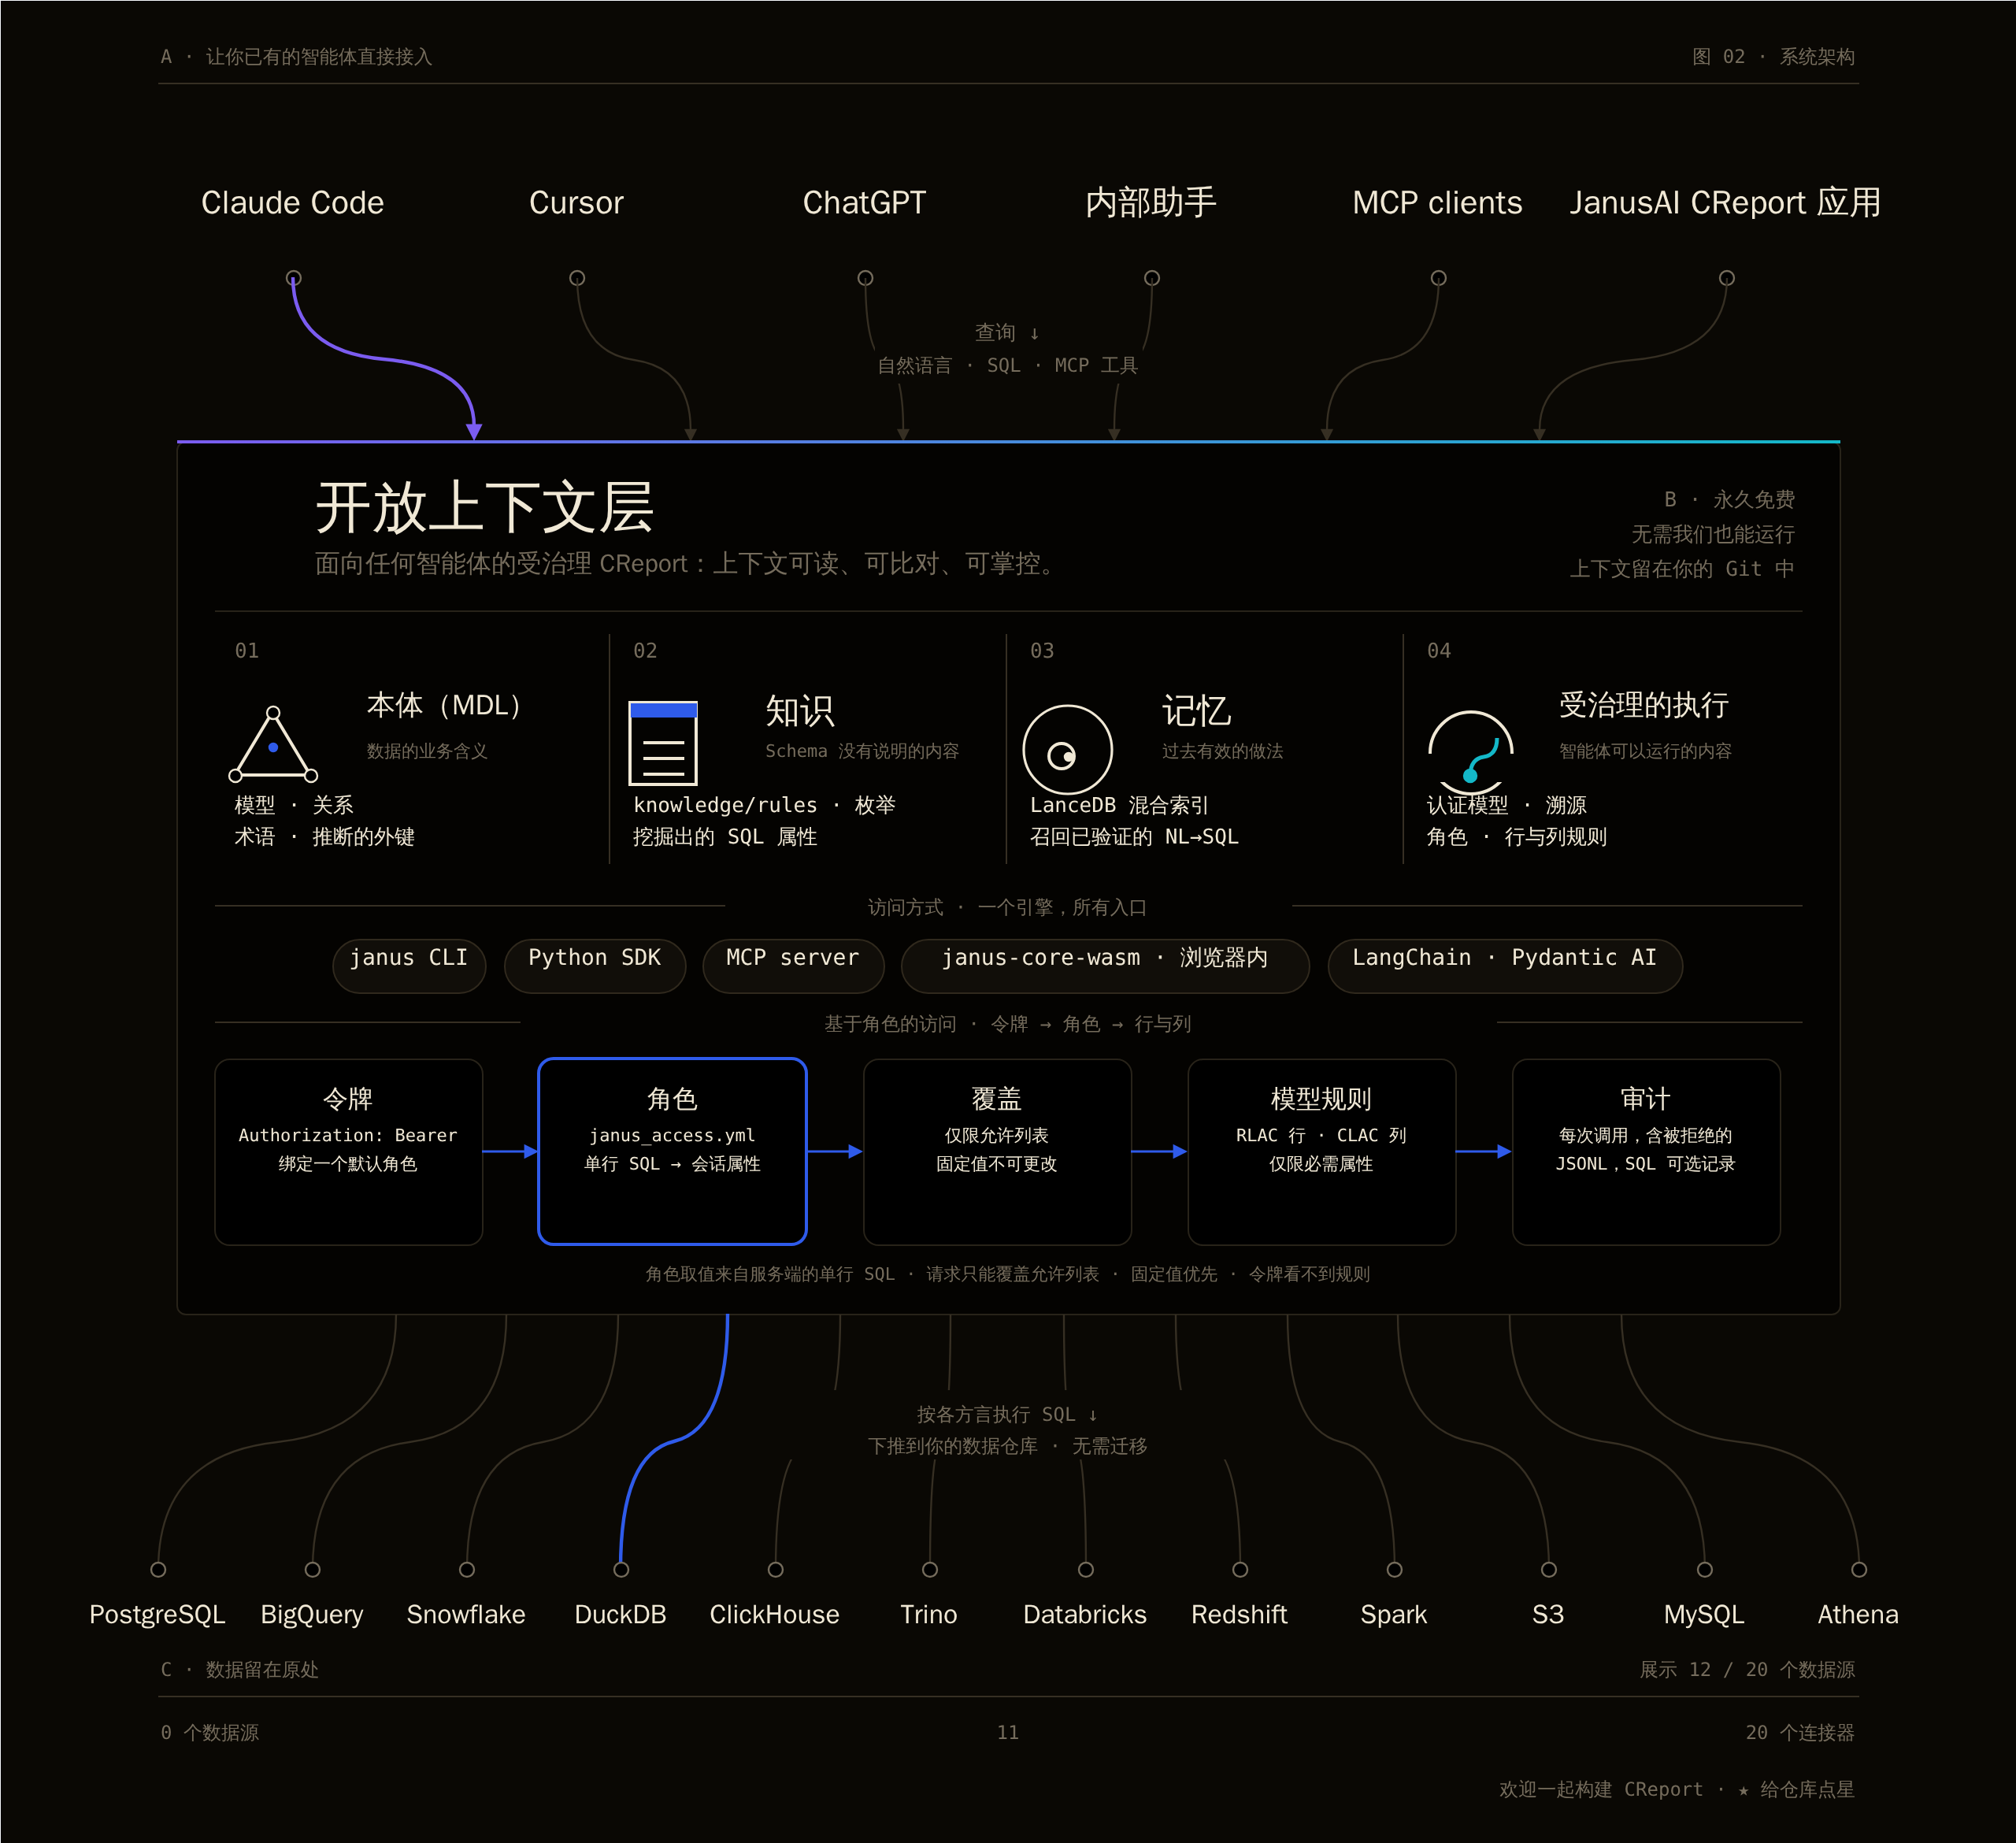 A · 让你已有的智能体直接接入
图 02 · 系统架构
Claude Code
Cursor
ChatGPT
内部助手
MCP clients
JanusAI CReport 应用
查询 ↓
自然语言 · SQL · MCP 工具
开放上下文层
面向任何智能体的受治理 CReport：上下文可读、可比对、可掌控。
B · 永久免费
无需我们也能运行
上下文留在你的 Git 中
01
本体（MDL）
数据的业务含义
模型 · 关系
术语 · 推断的外键
02
知识
Schema 没有说明的内容
knowledge/rules · 枚举
挖掘出的 SQL 属性
03
记忆
过去有效的做法
LanceDB 混合索引
召回已验证的 NL→SQL
04
受治理的执行
智能体可以运行的内容
认证模型 · 溯源
角色 · 行与列规则
访问方式 · 一个引擎，所有入口
janus CLI
Python SDK
MCP server
janus-core-wasm · 浏览器内
LangChain · Pydantic AI
基于角色的访问 · 令牌 → 角色 → 行与列
令牌
Authorization: Bearer
绑定一个默认角色
角色
janus_access.yml
单行 SQL → 会话属性
覆盖
仅限允许列表
固定值不可更改
模型规则
RLAC 行 · CLAC 列
仅限必需属性
审计
每次调用，含被拒绝的
JSONL，SQL 可选记录
角色取值来自服务端的单行 SQL · 请求只能覆盖允许列表 · 固定值优先 · 令牌看不到规则
按各方言执行 SQL ↓
下推到你的数据仓库 · 无需迁移
PostgreSQL
BigQuery
Snowflake
DuckDB
ClickHouse
Trino
Databricks
Redshift
Spark
S3
MySQL
Athena
C · 数据留在原处
展示 12 / 20 个数据源
0 个数据源
11
20 个连接器
欢迎一起构建 CReport · ★ 给仓库点星